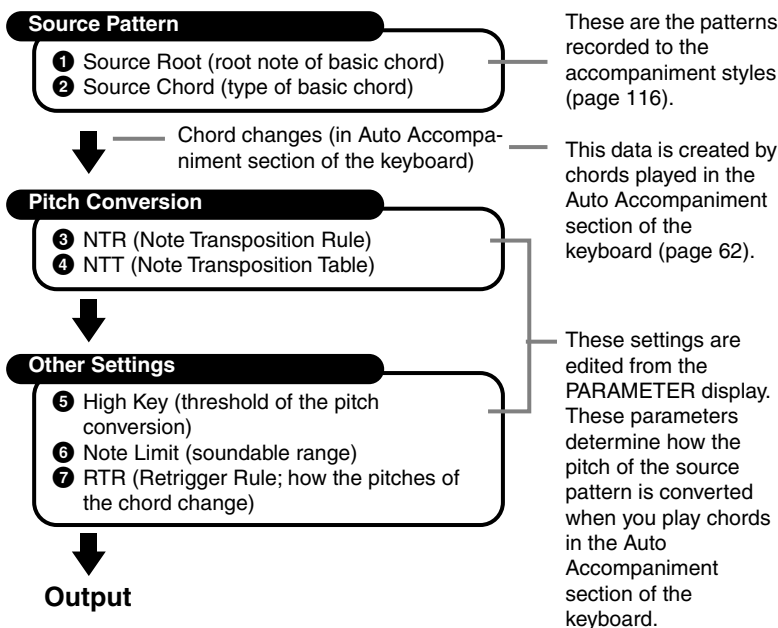 Source Pattern
❶ Source Root (root note of basic chord)
❷ Source Chord (type of basic chord)
These are the patterns
recorded to the
accompaniment styles
(page 116).
Chord changes (in Auto Accompa-
niment section of the keyboard)
This data is created by
chords played in the
Auto Accompaniment
section of the
keyboard (page 62).
Pitch Conversion
❸ NTR (Note Transposition Rule)
❹ NTT (Note Transposition Table)
Other Settings
❺ High Key (threshold of the pitch
conversion)
❻ Note Limit (soundable range)
❼ RTR (Retrigger Rule; how the pitches of
the chord change)
These settings are
edited from the
PARAMETER display.
These parameters
determine how the
pitch of the source
pattern is converted
when you play chords
in the Auto
Accompaniment
section of the
keyboard.
Output